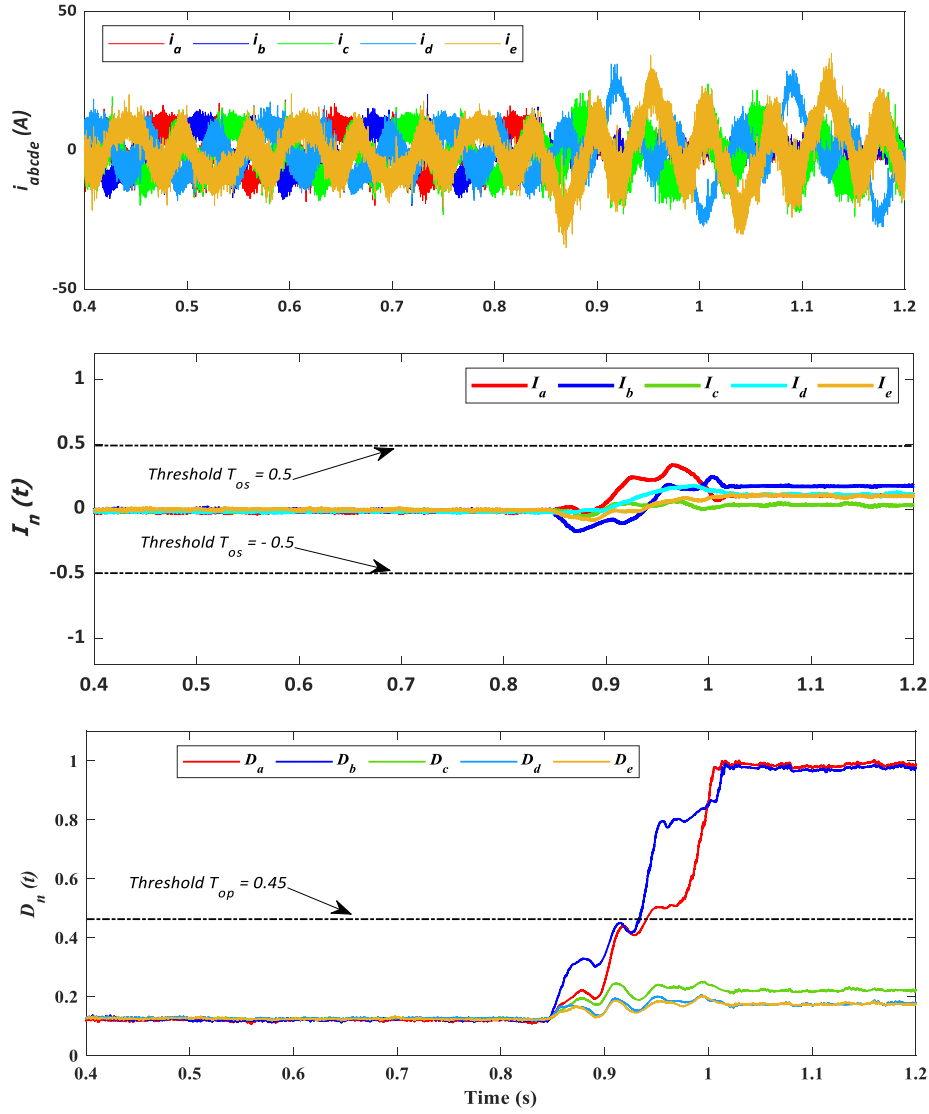 50
i_a i_b i_c i_d i_e
i_abcde (A)
0
-50
0.4 0.5 0.6 0.7 0.8 0.9 1 1.1 1.2
1
I_a I_b I_c I_d I_e
0.5
Threshold T_os = 0.5
I_n(t)
0
Threshold T_os = - 0.5
-0.5
-1
0.4 0.5 0.6 0.7 0.8 0.9 1 1.1 1.2
D_a D_b D_c D_d D_e
1
0.8
Threshold T_op = 0.45
0.6
D_n(t)
0.4
0.2
0
0.4 0.5 0.6 0.7 0.8 0.9 1 1.1 1.2
Time (s)